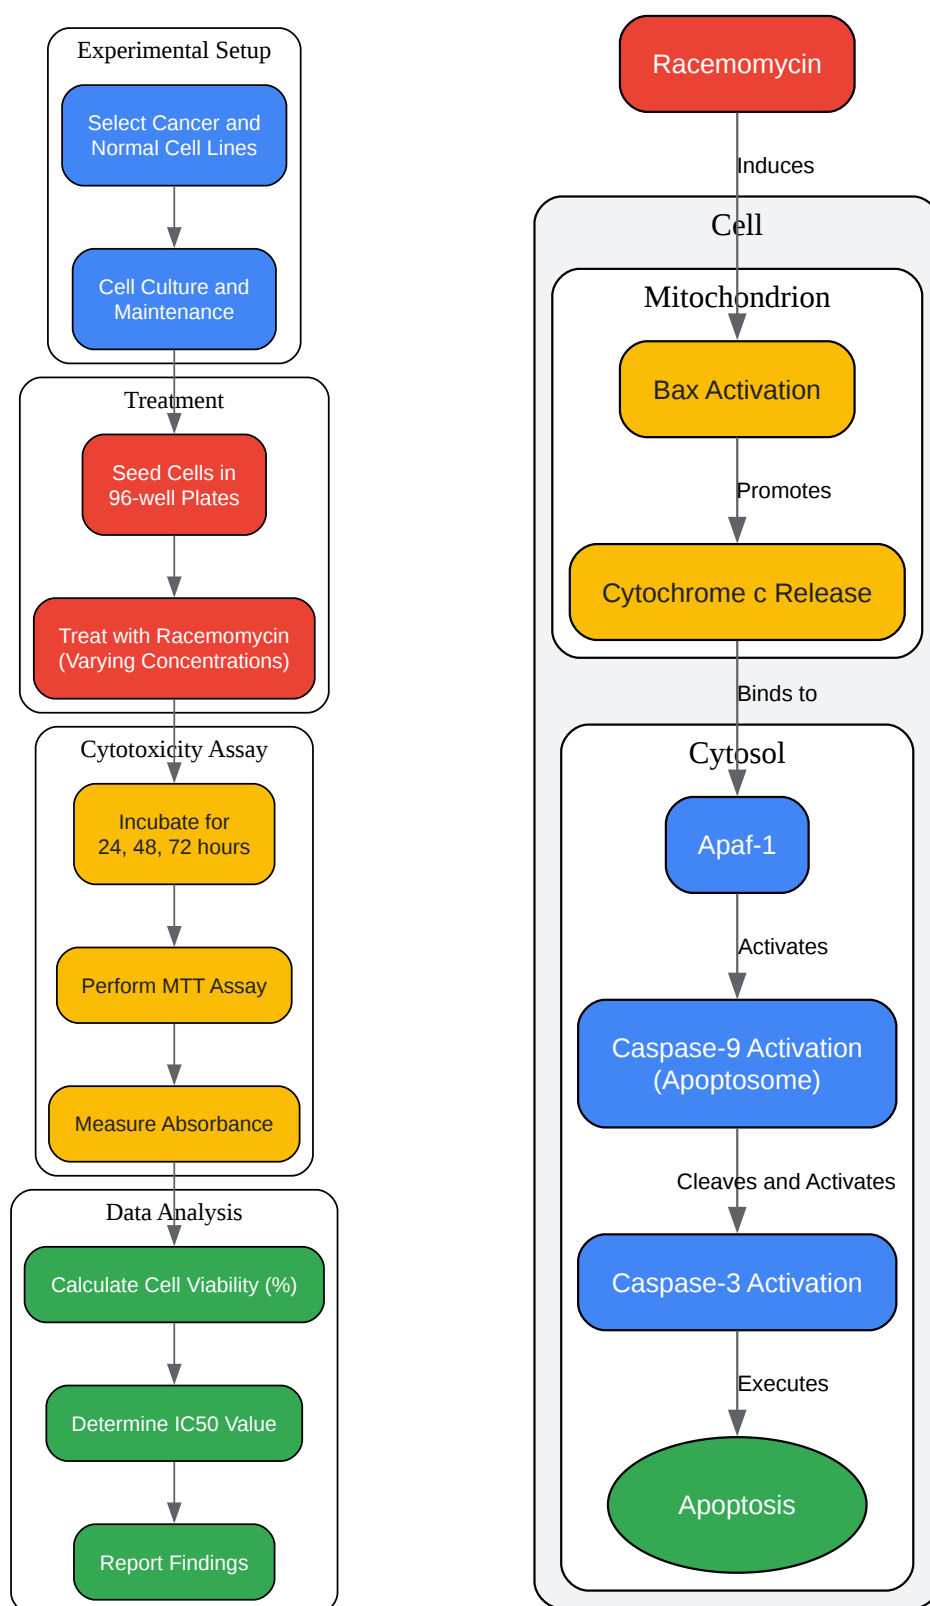 Experimental Setup
Select Cancer and
Normal Cell Lines
Cell Culture and
Maintenance
Treatment
Seed Cells in
96-well Plates
Treat with Racemomycin
(Varying Concentrations)
Cytotoxicity Assay
Incubate for
24, 48, 72 hours
Perform MTT Assay
Measure Absorbance
Data Analysis
Calculate Cell Viability (%)
Determine IC50 Value
Report Findings
Racemomycin
Induces
Cell
Mitochondrion
Bax Activation
Promotes
Cytochrome c Release
Binds to
Cytosol
Apaf-1
Activates
Caspase-9 Activation
(Apoptosome)
Cleaves and Activates
Caspase-3 Activation
Executes
Apoptosis